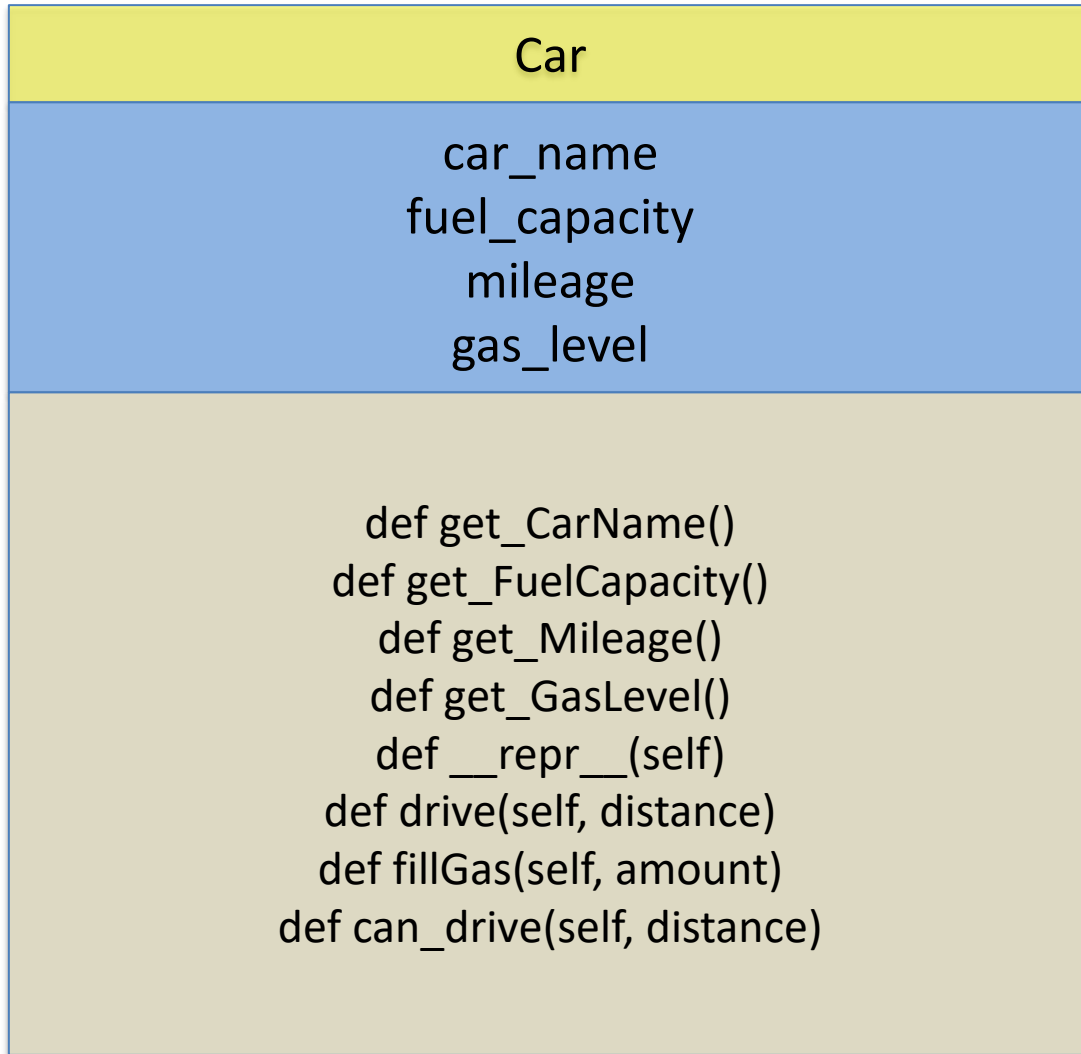 Car
car_name
fuel_capacity
mileage
gas_level
def get_CarName()
def get_FuelCapacity()
def get_Mileage()
def get_GasLevel()
def __repr__(self)
def drive(self, distance)
def fillGas(self, amount)
def can_drive(self, distance)